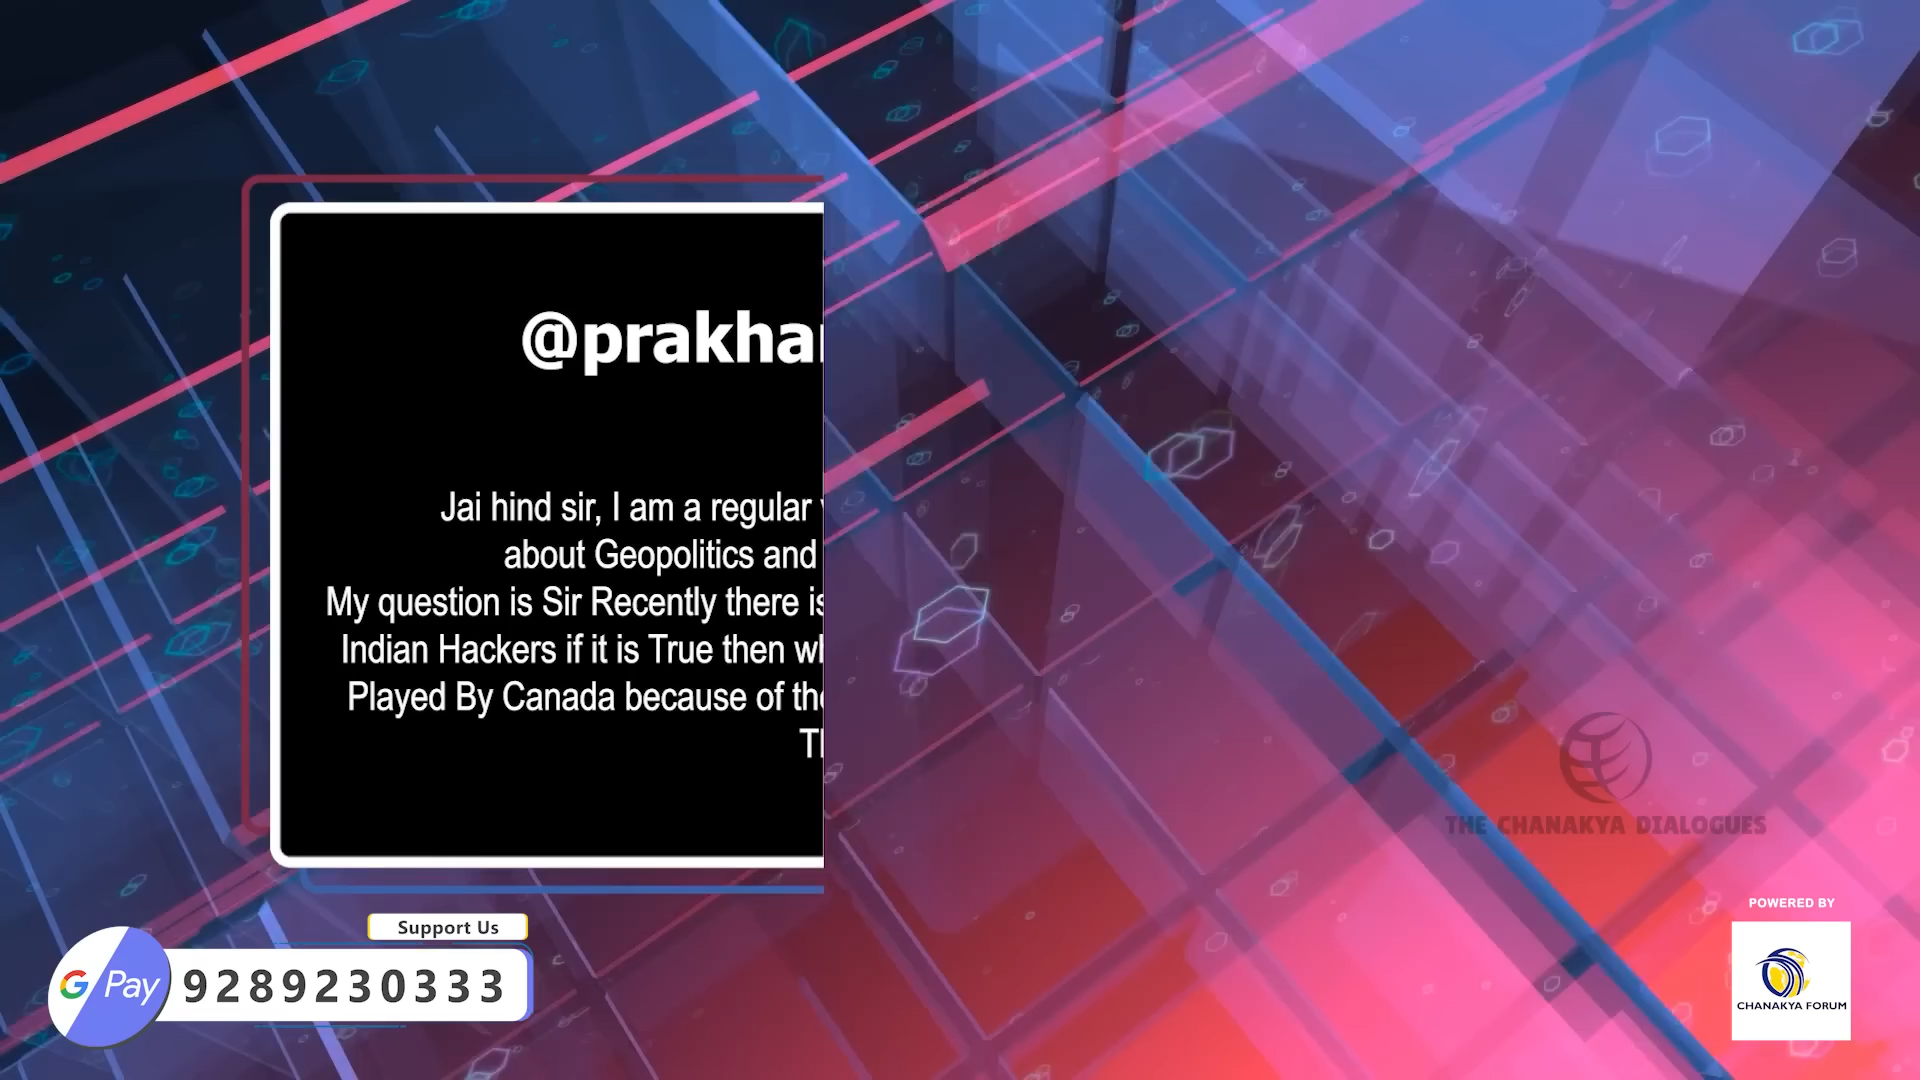 @prakha
Jai hind sir, I am a regular
about Geopolitics and
My question is Sir Recently there is
Indian Hackers if it is True then
Played By Canada because of
THE CHANAKYA DIALOGUES
POWERED BY
CHANAKYA FORUM
Support Us
G Pay
9289230333